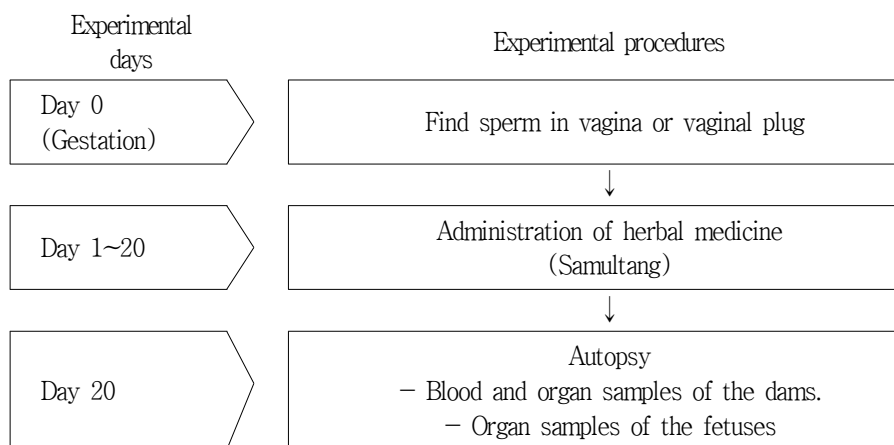 Experimental
days
Experimental procedures
Day 0
(Gestation)
Find sperm in vagina or vaginal plug
↓
Day 1~20
Administration of herbal medicine
(Samultang)
↓
Day 20
Autopsy
- Blood and organ samples of the dams.
- Organ samples of the fetuses